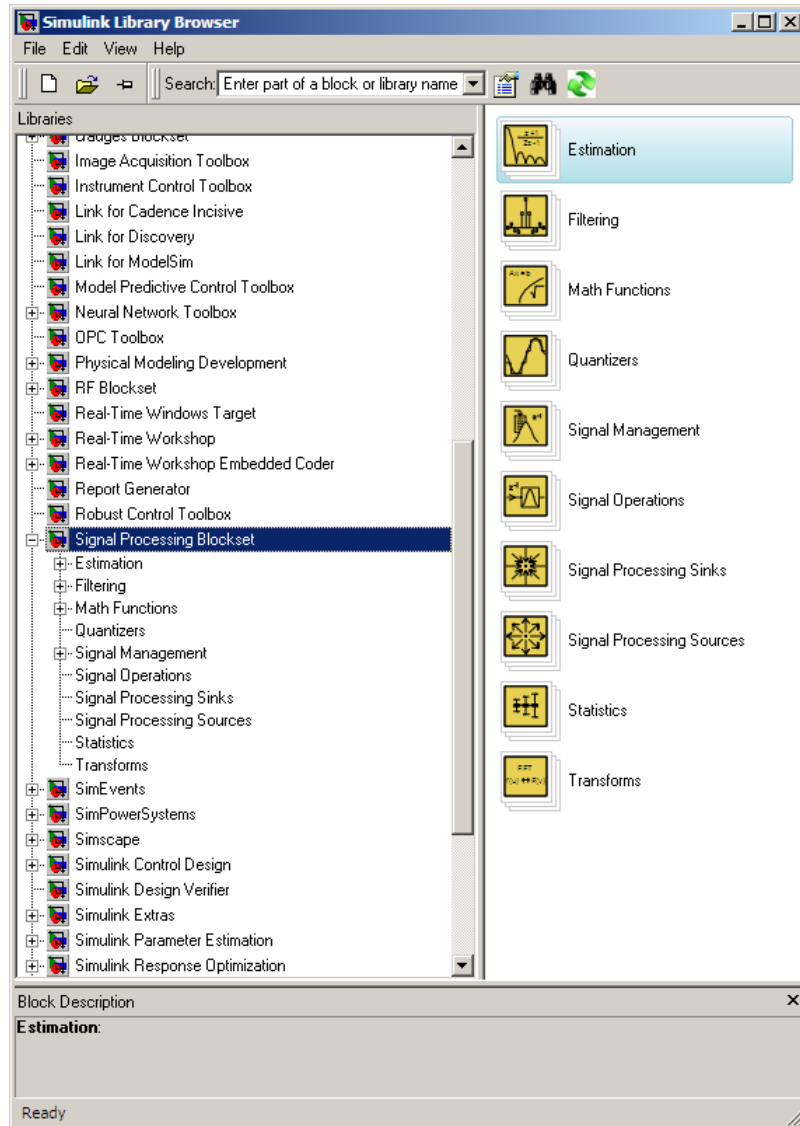 Simulink Library Browser
File Edit View Help
Search: Enter part of a block or library name
Libraries
Gauges Blockset
Image Acquisition Toolbox
Instrument Control Toolbox
Link for Cadence Incisive
Link for Discovery
Link for ModelSim
Model Predictive Control Toolbox
Neural Network Toolbox
OPC Toolbox
Physical Modeling Development
RF Blockset
Real-Time Windows Target
Real-Time Workshop
Real-Time Workshop Embedded Coder
Report Generator
Robust Control Toolbox
Signal Processing Blockset
Estimation
Filtering
Math Functions
Quantizers
Signal Management
Signal Operations
Signal Processing Sinks
Signal Processing Sources
Statistics
Transforms
SimEvents
SimPowerSystems
Simscape
Simulink Control Design
Simulink Design Verifier
Simulink Extras
Simulink Parameter Estimation
Simulink Response Optimization
Estimation
Filtering
Math Functions
Quantizers
Signal Management
Signal Operations
Signal Processing Sinks
Signal Processing Sources
Statistics
Transforms
Block Description
Estimation:
Ready